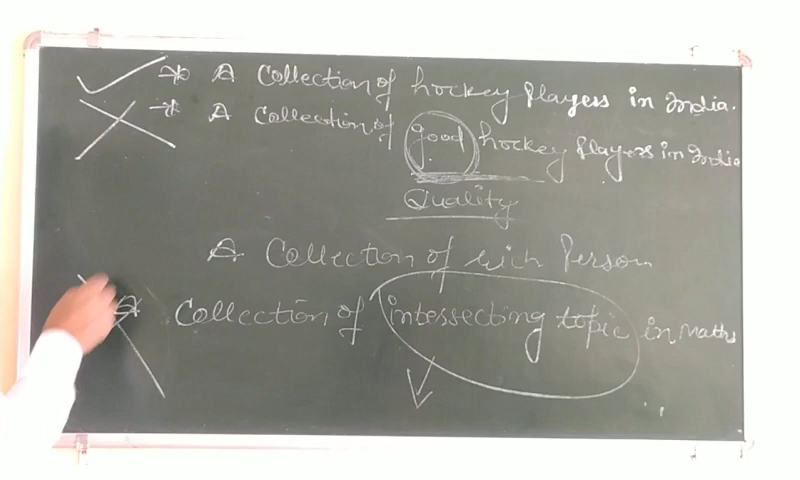 A Collection of hockey players in India.
A Collection of good hockey players in India
Quality
A Collection of rich Person
A Collection of intessecting topic in Maths